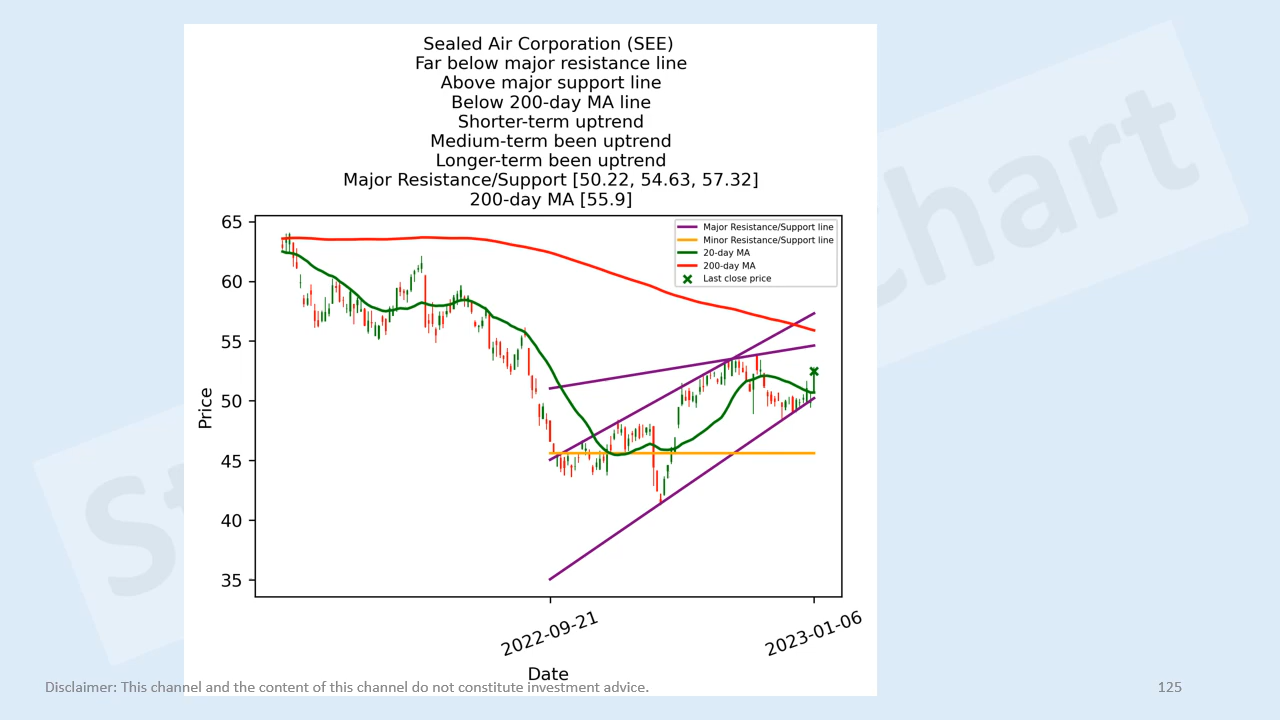 Sealed Air Corporation (SEE)
Far below major resistance line
Above major support line
Below 200-day MA line
Shorter-term uptrend
Medium-term been uptrend
Longer-term been uptrend
Major Resistance/Support [50.22, 54.63, 57.32]
200-day MA [55.9]
Major Resistance/Support line
Minor Resistance/Support line
20-day MA
200-day MA
Last close price
65
60
55
50
45
40
35
Price
2022-09-21
2023-01-06
Date
Disclaimer: This channel and the content of this channel do not constitute investment advice.
125